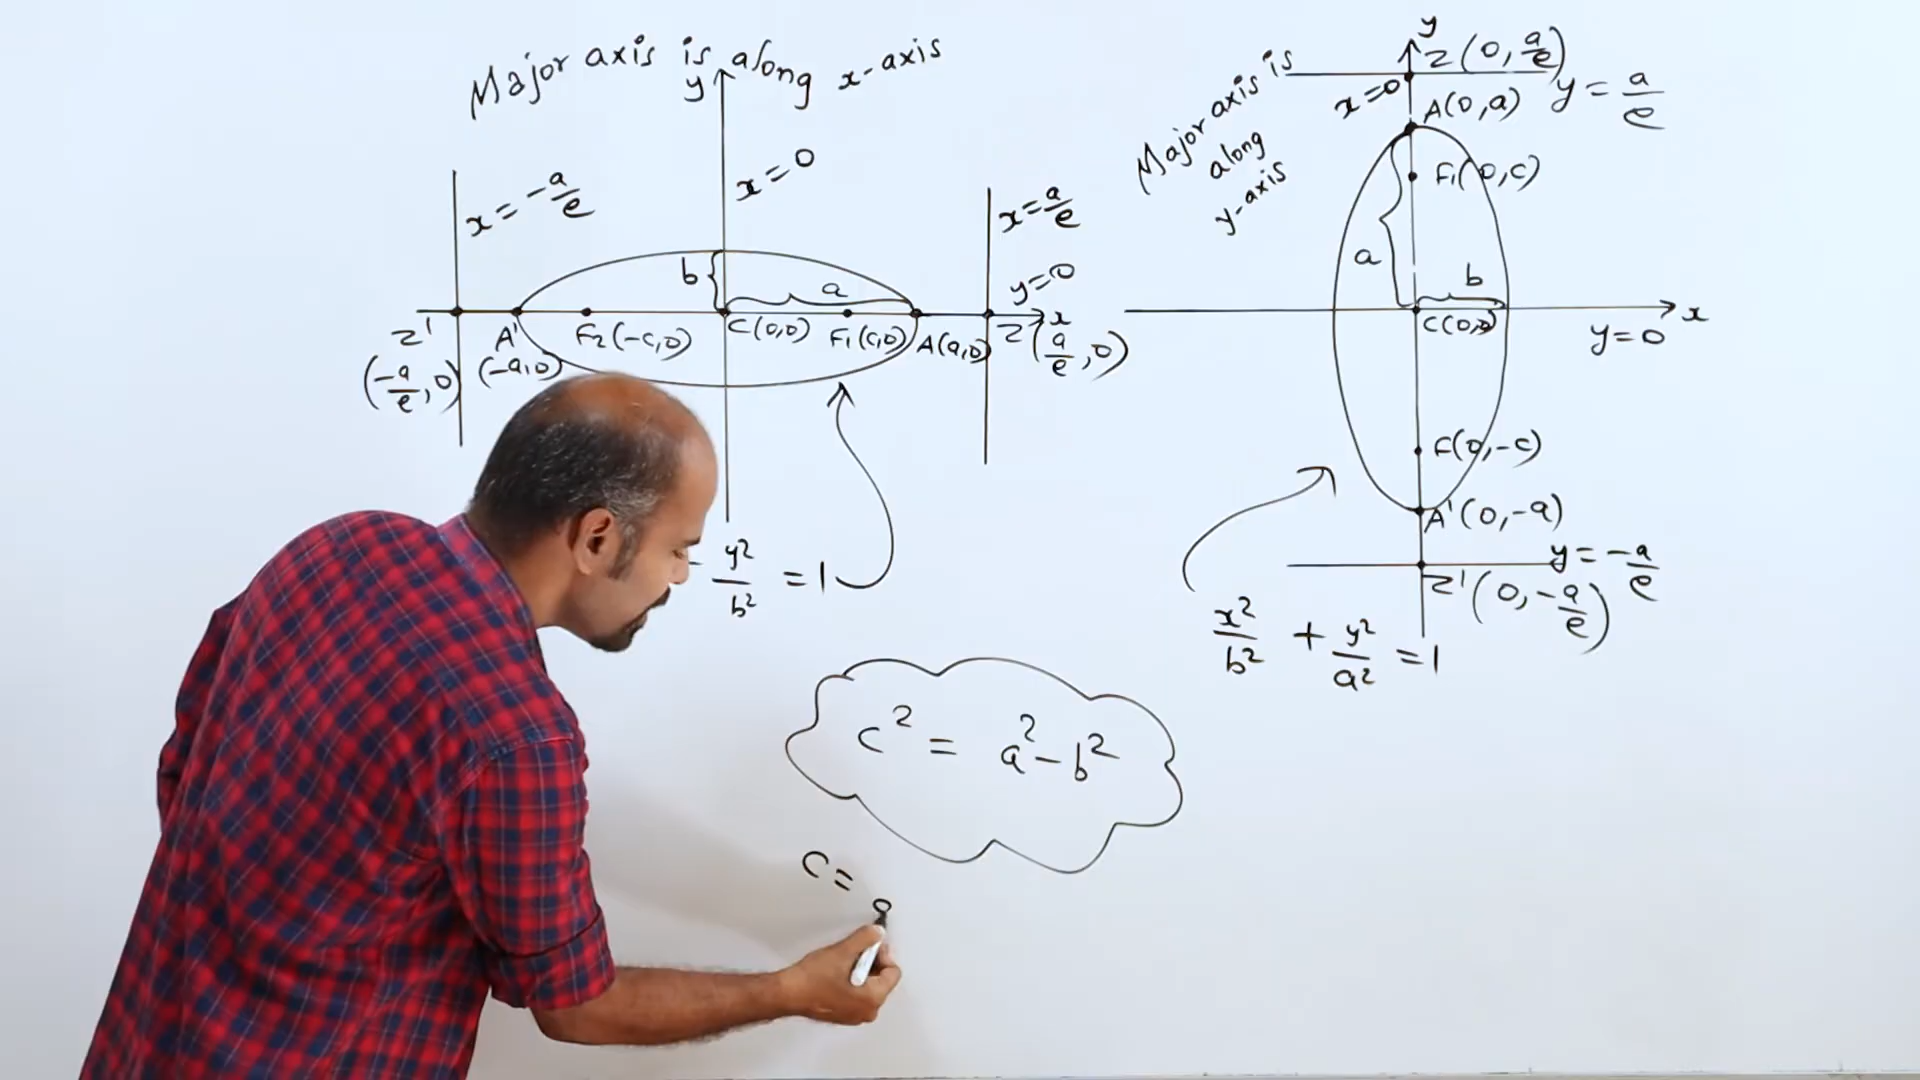 Major axis is along x-axis
y
x=0
x = -a/e
x = a/e
y=0
b
a
x
Z'
A'
F₂(-c,0)
C(0,0)
F₁(c,0)
A(a,0)
Z(a/e, 0)
(-a/e, 0)
(-a,0)
y²/b² = 1
Major axis is
along
y-axis
y
Z(0, a/e)
x=0
A(0,a)
y = a/e
F₁(0,c)
a
b
C(0,0)
x
y=0
F(0,-c)
A'(0,-a)
y = -a/e
Z'(0, -a/e)
x²/b² + y²/a² = 1
c² = a² - b²
C =